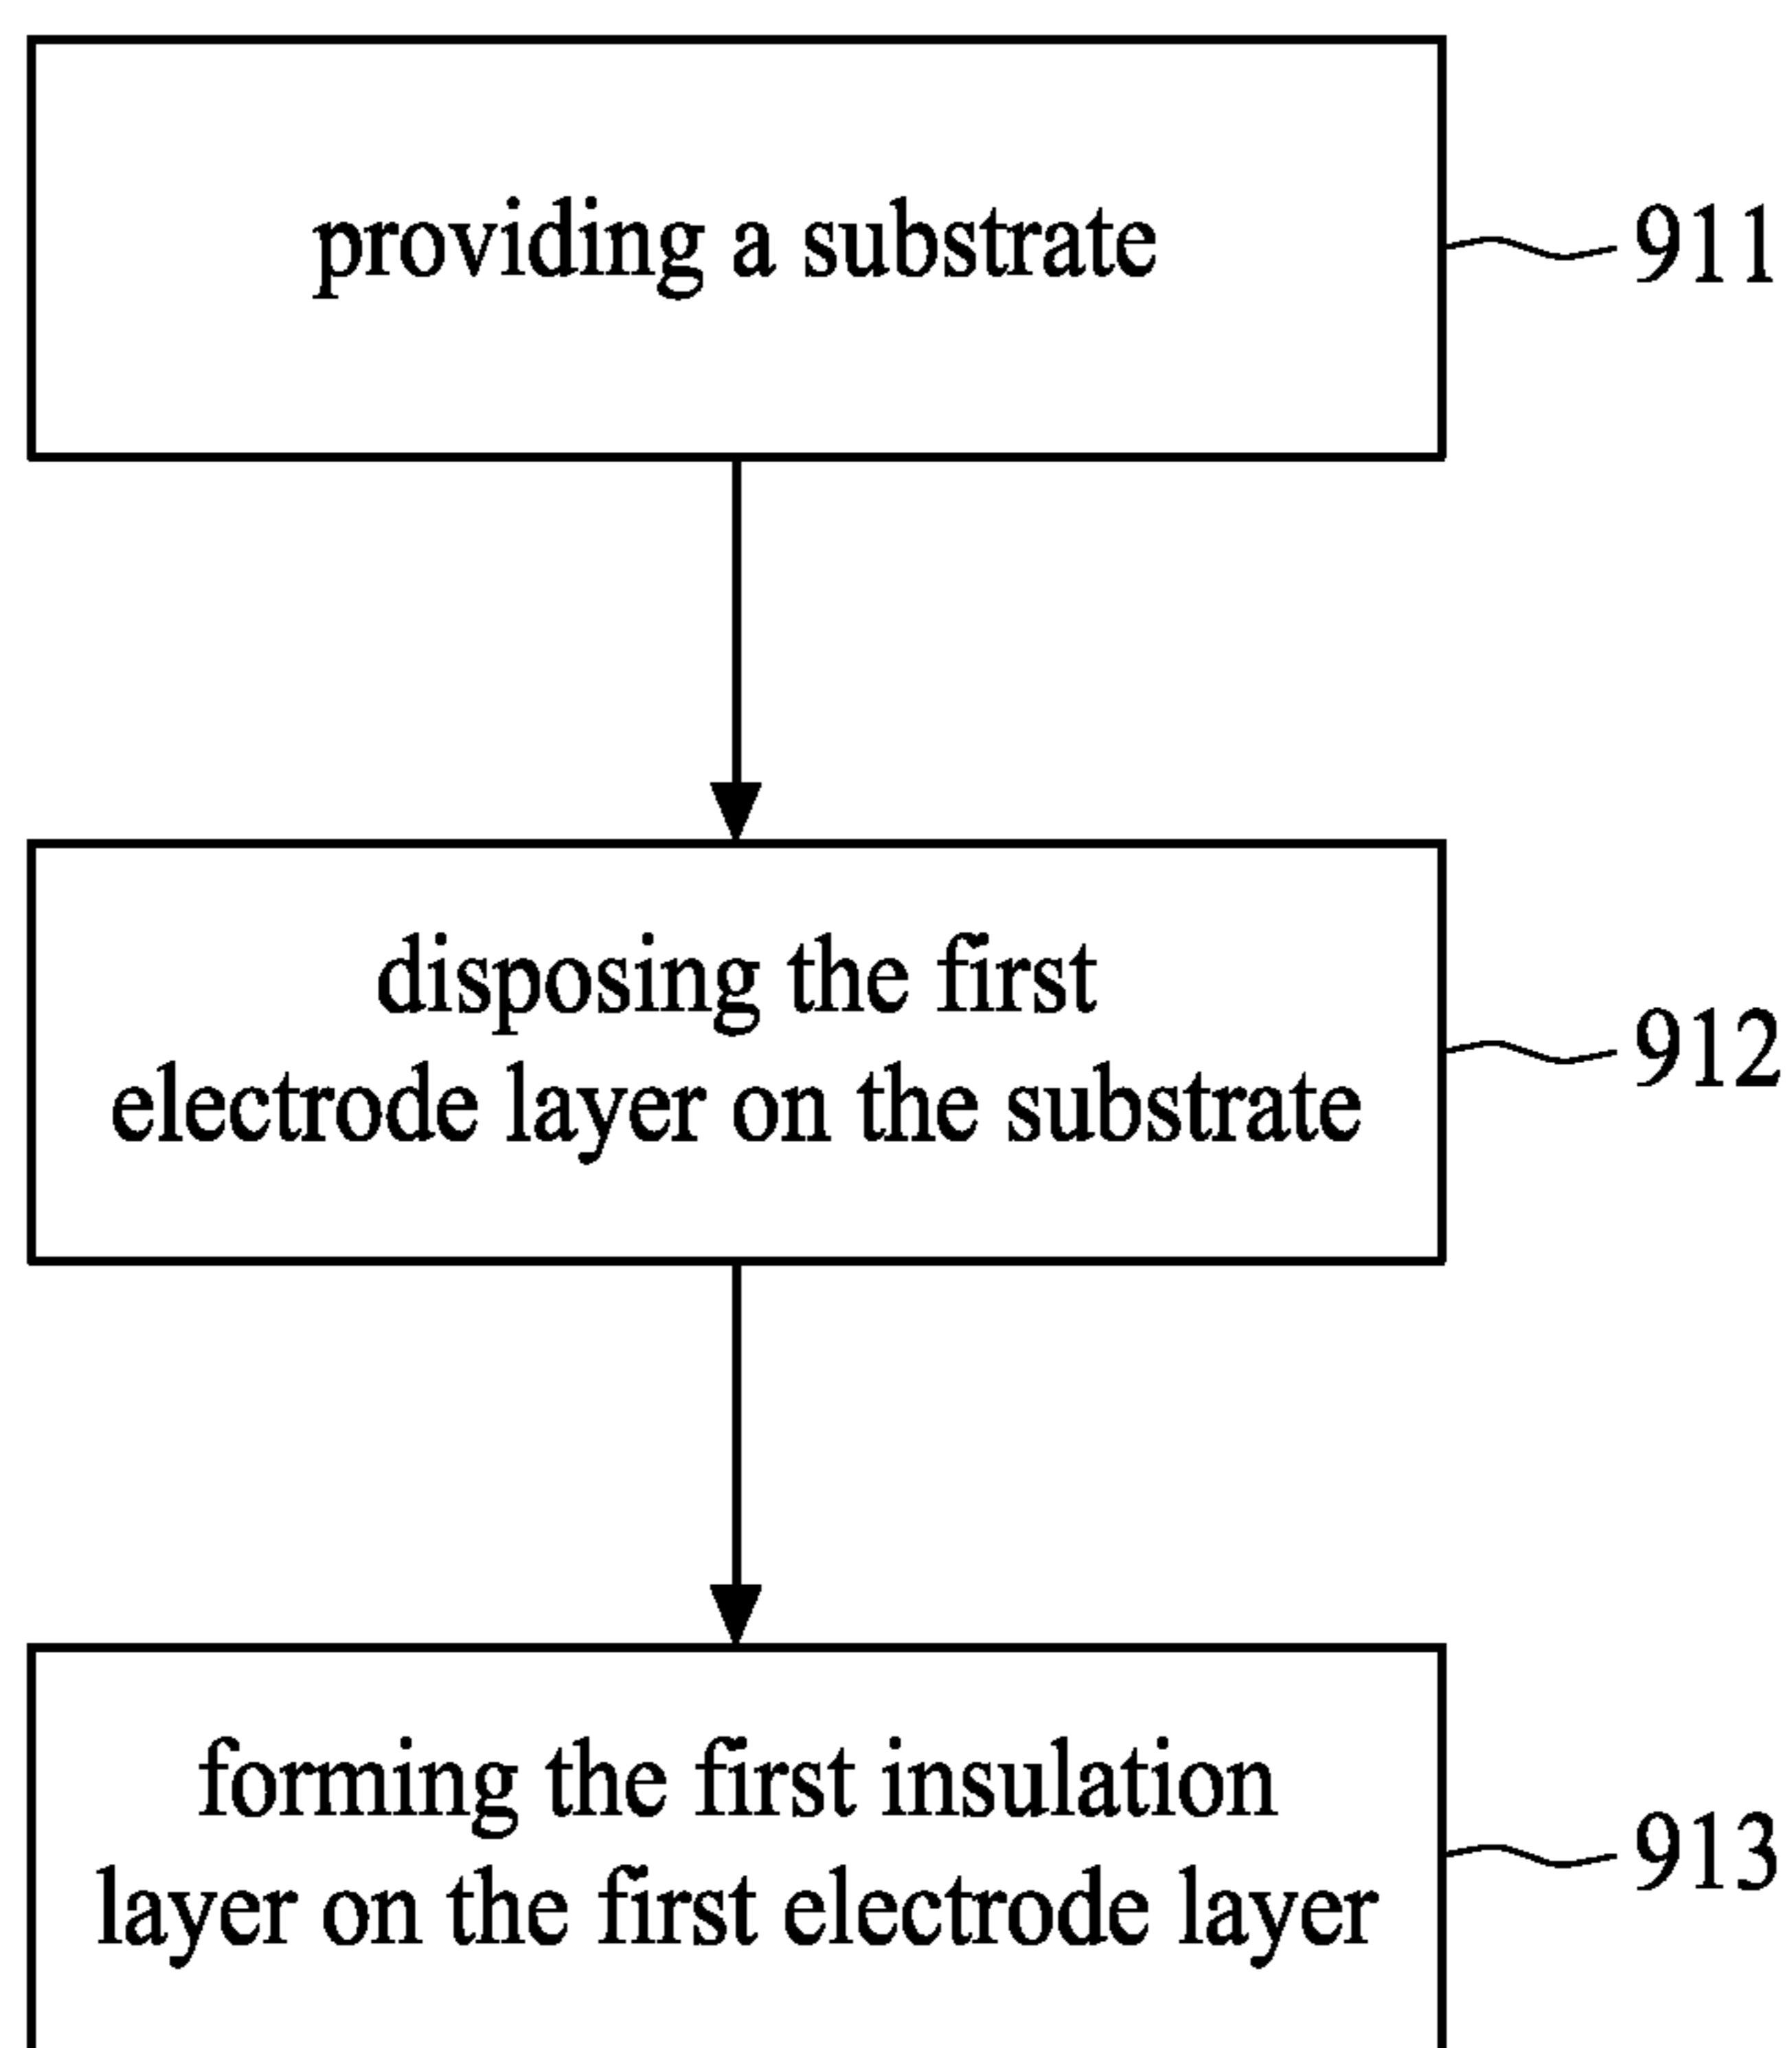 providing a substrate
911
disposing the first
electrode layer on the substrate
912
forming the first insulation
layer on the first electrode layer
913